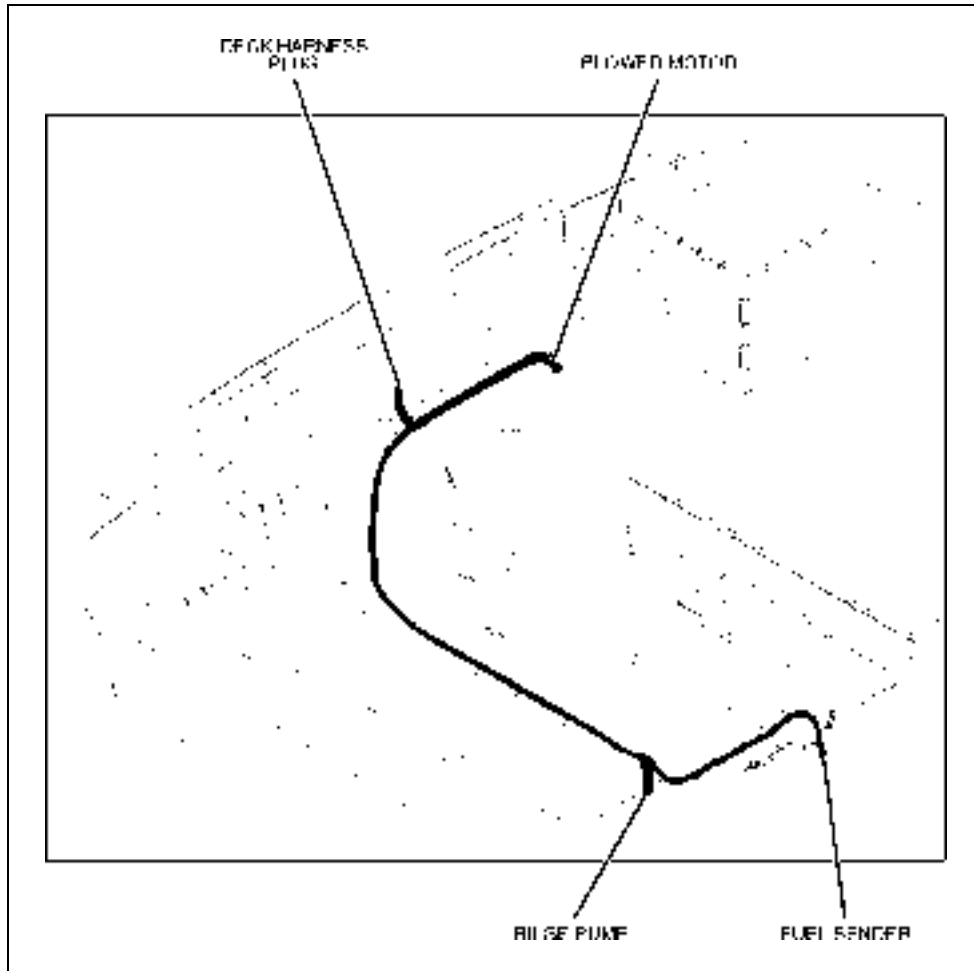 DECK HARNESS
PLUG
BLOWER MOTOR
BILGE PUMP
FUEL SENDER